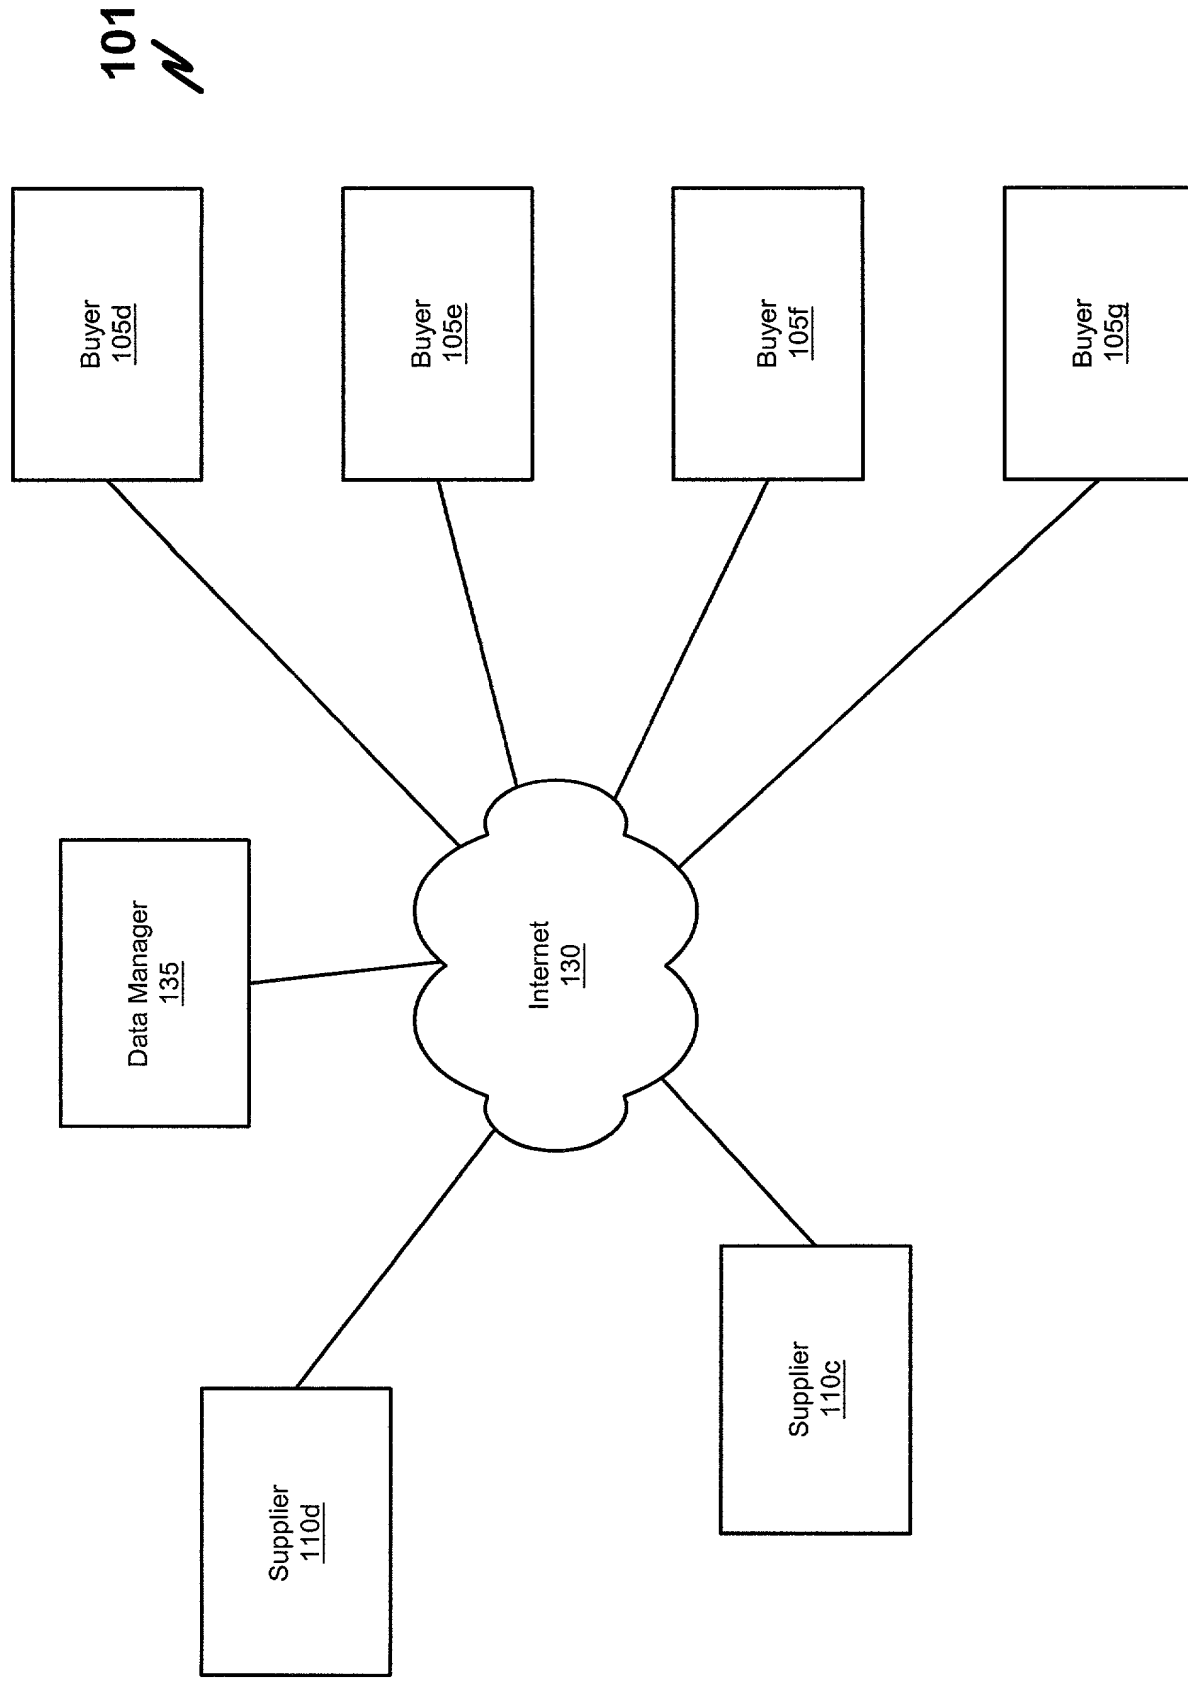 101
Data Manager
135
Buyer
105d
Supplier
110d
Buyer
105e
Internet
130
Supplier
110c
Buyer
105f
Buyer
105g